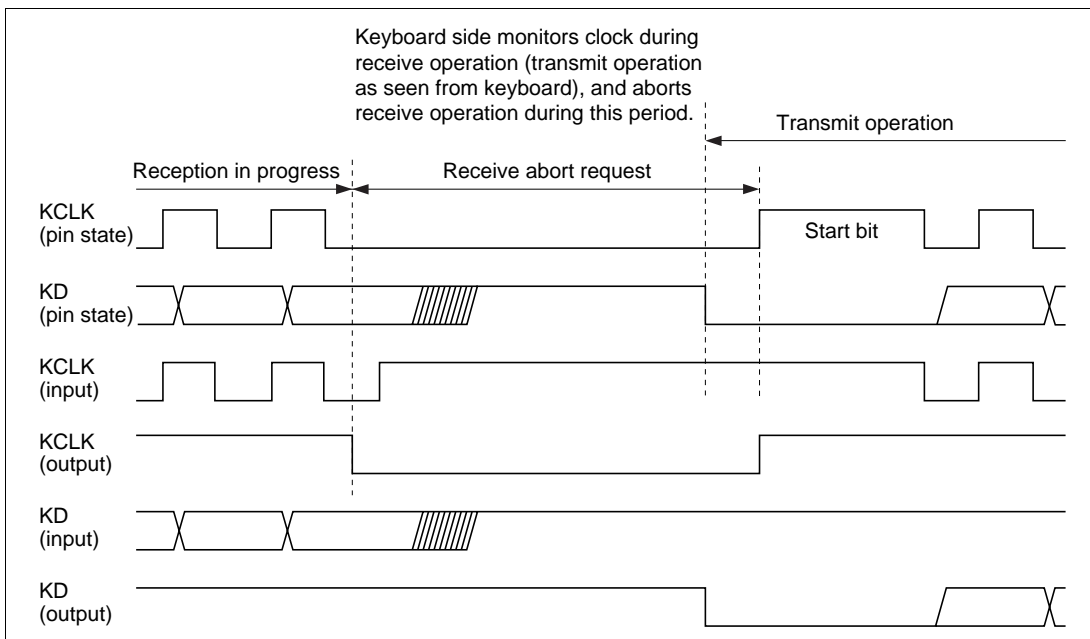 Keyboard side monitors clock during
receive operation (transmit operation
as seen from keyboard), and aborts
receive operation during this period.
Transmit operation
Reception in progress
Receive abort request
KCLK
(pin state)
Start bit
KD
(pin state)
KCLK
(input)
KCLK
(output)
KD
(input)
KD
(output)